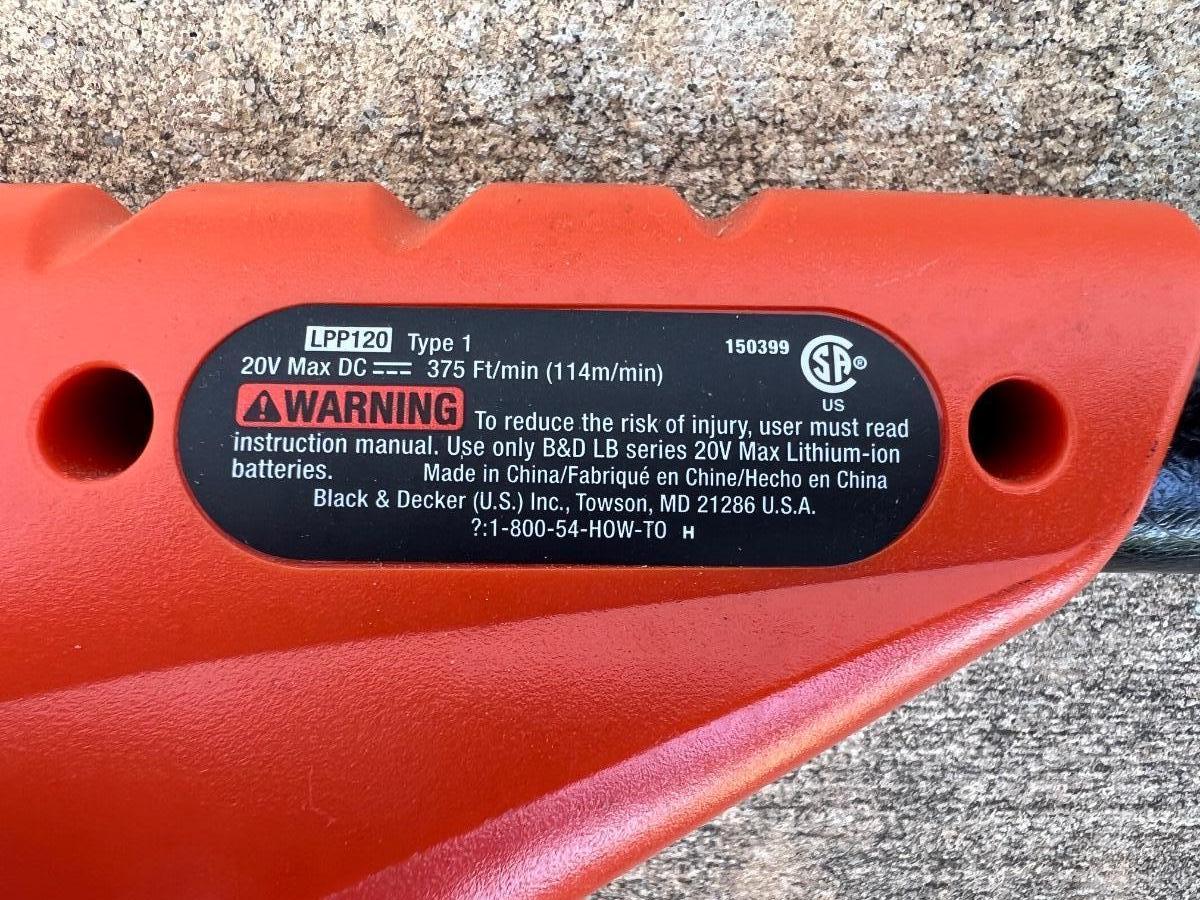 LPP120 Type 1 150399 SA®
20V Max DC ⎓ 375 Ft/min (114m/min)
US
⚠WARNING To reduce the risk of injury, user must read
instruction manual. Use only B&D LB series 20V Max Lithium-ion
batteries. Made in China/Fabriqué en Chine/Hecho en China
Black & Decker (U.S.) Inc., Towson, MD 21286 U.S.A.
?:1-800-54-HOW-TO H